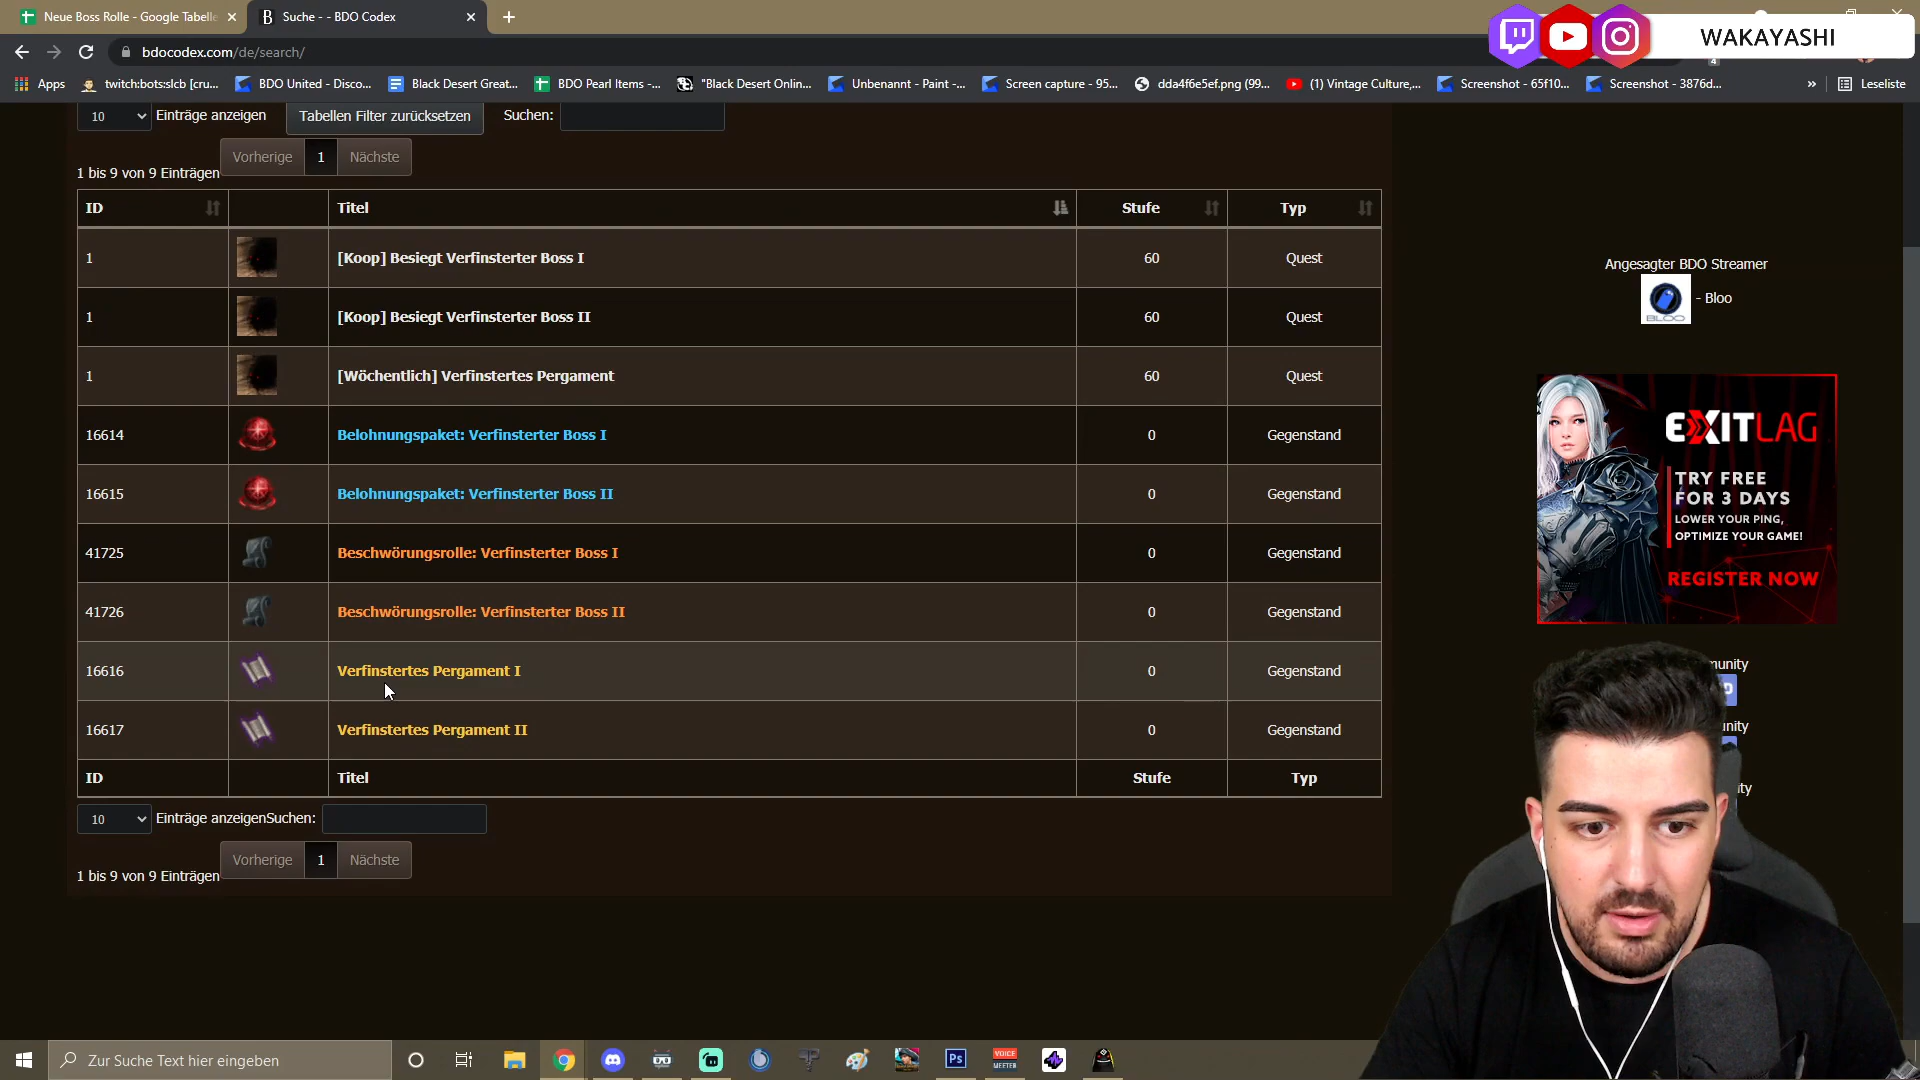 Neue Boss Rolle - Google Tabelle
Suche - - BDO Codex
WAKAYASHI
bdocodex.com/de/search/
Apps
twitch:bots:slcb [cru...
BDO United - Disco...
Black Desert Great...
BDO Pearl Items -...
"Black Desert Onlin...
Unbenannt - Paint -...
Screen capture - 95...
dda4f6e5ef.png (99...
(1) Vintage Culture,...
Screenshot - 65f10...
Screenshot - 3876d...
»
Leseliste
10 Einträge anzeigen Tabellen Filter zurücksetzen Suchen:
Vorherige 1 Nächste
1 bis 9 von 9 Einträgen
ID Titel Stufe Typ
1 [Koop] Besiegt Verfinsterter Boss I 60 Quest
1 [Koop] Besiegt Verfinsterter Boss II 60 Quest
1 [Wöchentlich] Verfinstertes Pergament 60 Quest
16614 Belohnungspaket: Verfinsterter Boss I 0 Gegenstand
16615 Belohnungspaket: Verfinsterter Boss II 0 Gegenstand
41725 Beschwörungsrolle: Verfinsterter Boss I 0 Gegenstand
41726 Beschwörungsrolle: Verfinsterter Boss II 0 Gegenstand
16616 Verfinstertes Pergament I 0 Gegenstand
16617 Verfinstertes Pergament II 0 Gegenstand
ID Titel Stufe Typ
10 Einträge anzeigenSuchen:
Vorherige 1 Nächste
1 bis 9 von 9 Einträgen
Angesagter BDO Streamer
BLOO
- Bloo
EXITLAG
TRY FREE
FOR 3 DAYS
LOWER YOUR PING,
OPTIMIZE YOUR GAME!
REGISTER NOW
Zur Suche Text hier eingeben
Ps
VOICE
MEETER